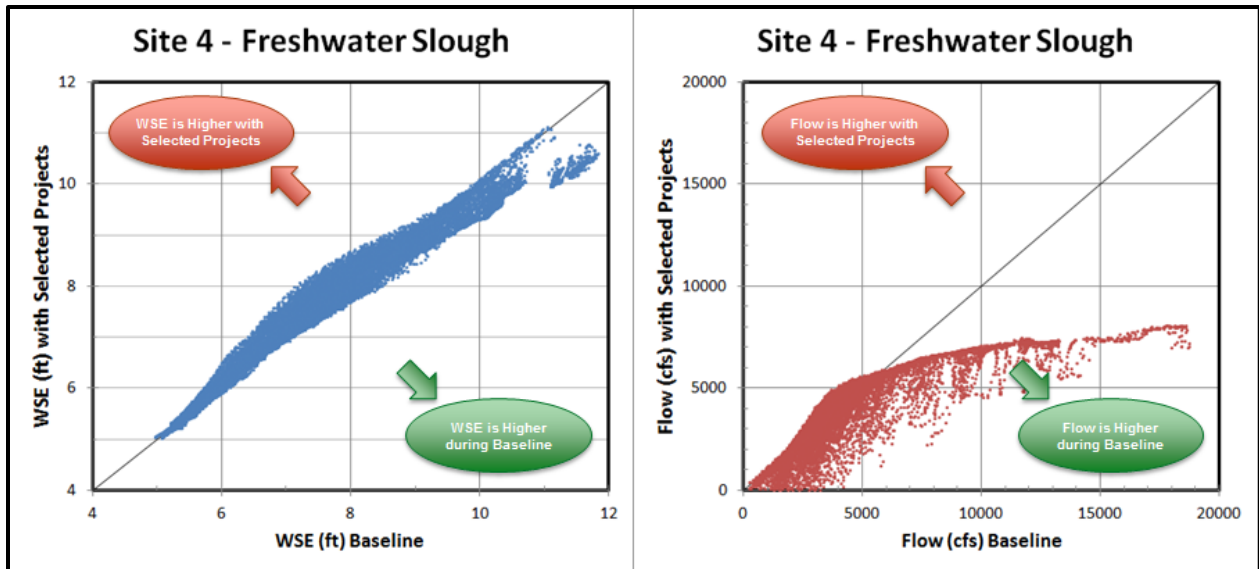 Site 4 - Freshwater Slough
12
10
8
6
4
4
6
8
10
12
WSE (ft) with Selected Projects
WSE (ft) Baseline
WSE is Higher with
Selected Projects
WSE is Higher
during Baseline
Site 4 - Freshwater Slough
20000
15000
10000
5000
0
0
5000
10000
15000
20000
Flow (cfs) with Selected Projects
Flow (cfs) Baseline
Flow is Higher with
Selected Projects
Flow is Higher
during Baseline